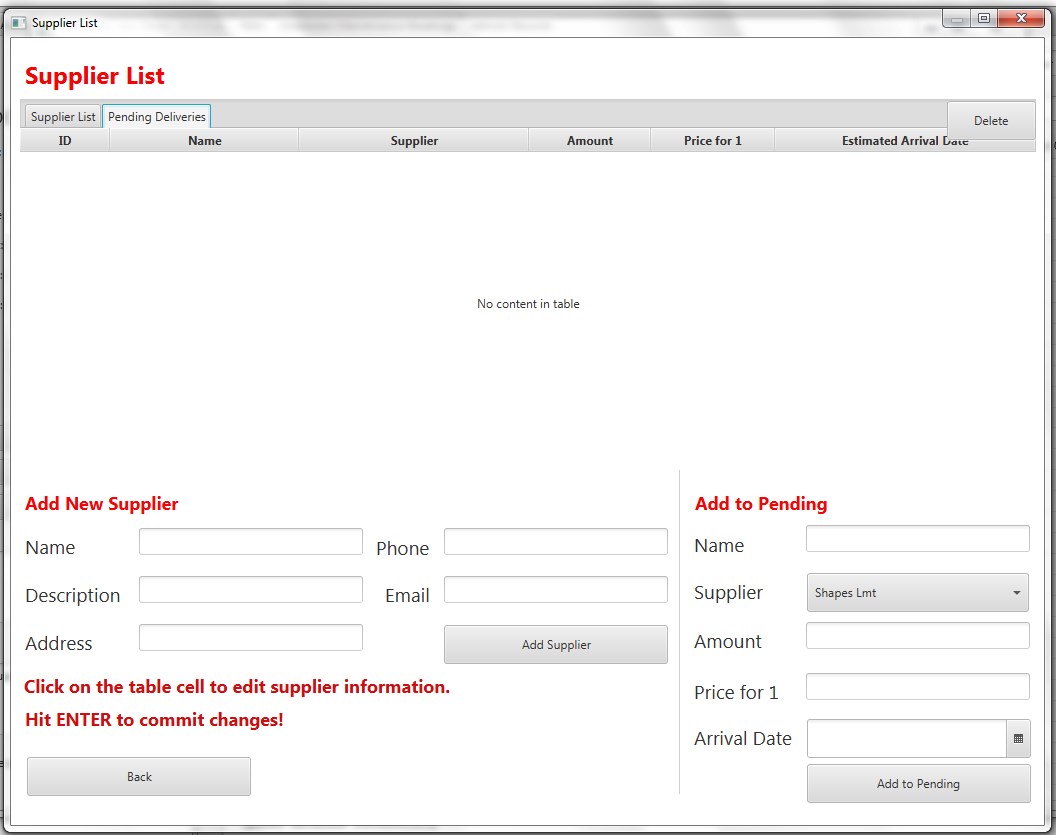 Supplier List
Supplier List
Supplier List Pending Deliveries Delete
ID Name Supplier Amount Price for 1 Estimated Arrival Date
No content in table
Add New Supplier
Name Phone
Description Email
Address Add Supplier
Click on the table cell to edit supplier information.
Hit ENTER to commit changes!
Back
Add to Pending
Name
Supplier Shapes Lmt
Amount
Price for 1
Arrival Date
Add to Pending